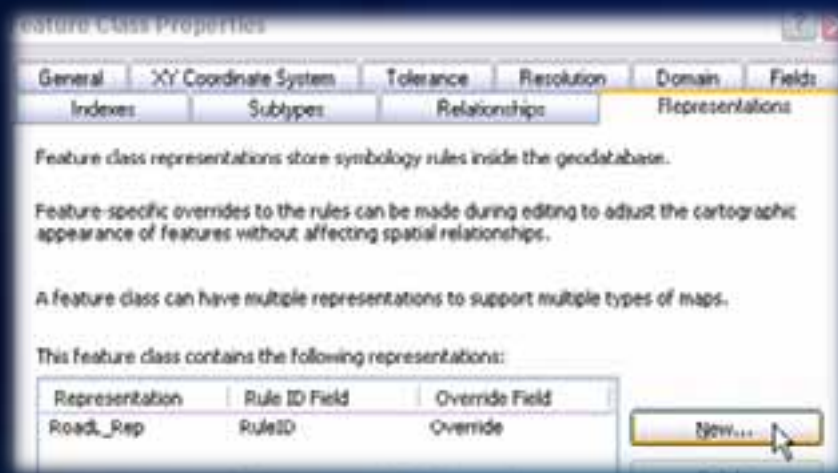 Feature Class Properties
General XY Coordinate System Tolerance Resolution Domain Fields
Indexes Subtypes Relationships Representations
Feature class representations store symbology rules inside the geodatabase.
Feature-specific overrides to the rules can be made during editing to adjust the cartographic
appearance of features without affecting spatial relationships.
A feature class can have multiple representations to support multiple types of maps.
This feature class contains the following representations:
Representation Rule ID Field Override Field
RoadL_Rep RuleID Override
New...